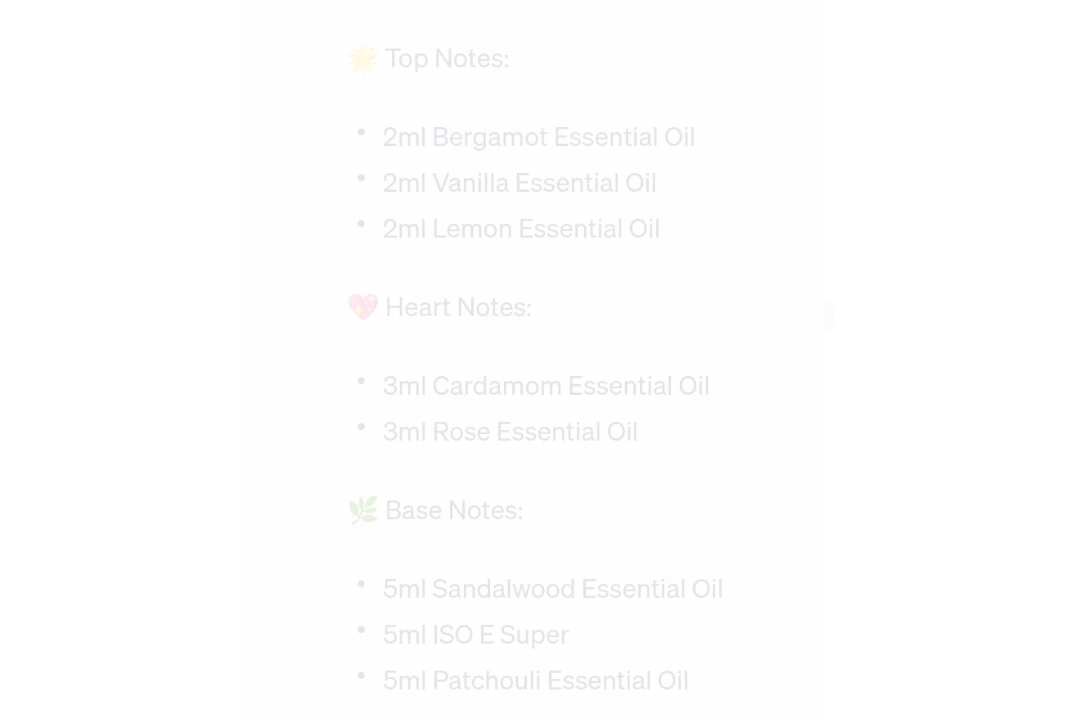 🌟 Top Notes:
• 2ml Bergamot Essential Oil
• 2ml Vanilla Essential Oil
• 2ml Lemon Essential Oil
💖 Heart Notes:
• 3ml Cardamom Essential Oil
• 3ml Rose Essential Oil
🌿 Base Notes:
• 5ml Sandalwood Essential Oil
• 5ml ISO E Super
• 5ml Patchouli Essential Oil